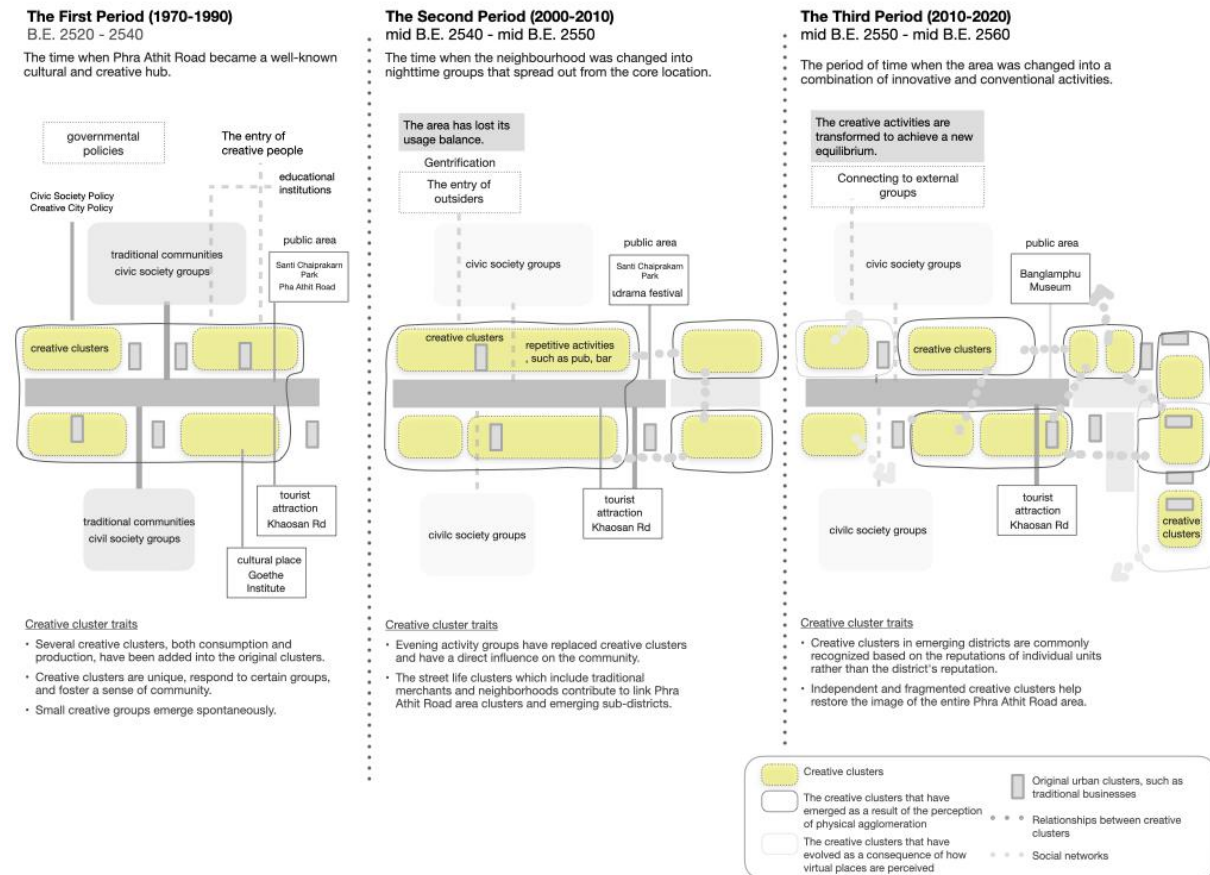 The First Period (1970-1990)
B.E. 2520 - 2540
The time when Phra Athit Road became a well-known
cultural and creative hub.
governmental
policies
The entry of
creative people
educational
institutions
Civic Society Policy
Creative City Policy
traditional communities
civic society groups
public area
Santi Chaiprakarn
Park
Pha Athit Road
creative clusters
traditional communities
civil society groups
tourist
attraction
Khaosan Rd
cultural place
Goethe
Institute
Creative cluster traits
• Several creative clusters, both consumption and
production, have been added into the original clusters.
• Creative clusters are unique, respond to certain groups,
and foster a sense of community.
• Small creative groups emerge spontaneously.
The Second Period (2000-2010)
mid B.E. 2540 - mid B.E. 2550
The time when the neighbourhood was changed into
nighttime groups that spread out from the core location.
The area has lost its
usage balance.
Gentrification
The entry of
outsiders
civic society groups
public area
Santi Chaiprakarn
Park
drama festival
creative clusters
repetitive activities
, such as pub, bar
civilc society groups
tourist
attraction
Khaosan Rd
Creative cluster traits
• Evening activity groups have replaced creative clusters
and have a direct influence on the community.
• The street life clusters which include traditional
merchants and neighborhoods contribute to link Phra
Athit Road area clusters and emerging sub-districts.
The Third Period (2010-2020)
mid B.E. 2550 - mid B.E. 2560
The period of time when the area was changed into a
combination of innovative and conventional activities.
The creative activities are
transformed to achieve a new
equilibrium.
Connecting to external
groups
civic society groups
public area
Banglamphu
Museum
creative clusters
civilc society groups
tourist
attraction
Khaosan Rd
creative
clusters
Creative cluster traits
• Creative clusters in emerging districts are commonly
recognized based on the reputations of individual units
rather than the district's reputation.
• Independent and fragmented creative clusters help
restore the image of the entire Phra Athit Road area.
Creative clusters
The creative clusters that have
emerged as a result of the perception
of physical agglomeration
The creative clusters that have
evolved as a consequence of how
virtual places are perceived
Original urban clusters, such as
traditional businesses
Relationships between creative
clusters
Social networks